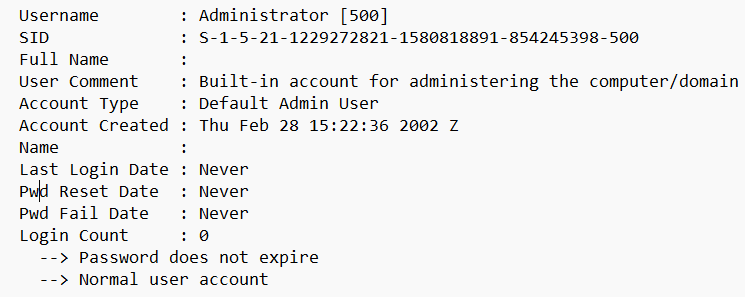 Username        : Administrator [500]
SID             : S-1-5-21-1229272821-1580818891-854245398-500
Full Name       :
User Comment    : Built-in account for administering the computer/domain
Account Type    : Default Admin User
Account Created : Thu Feb 28 15:22:36 2002 Z
Name            :
Last Login Date : Never
Pwd Reset Date  : Never
Pwd Fail Date   : Never
Login Count     : 0
  --> Password does not expire
  --> Normal user account